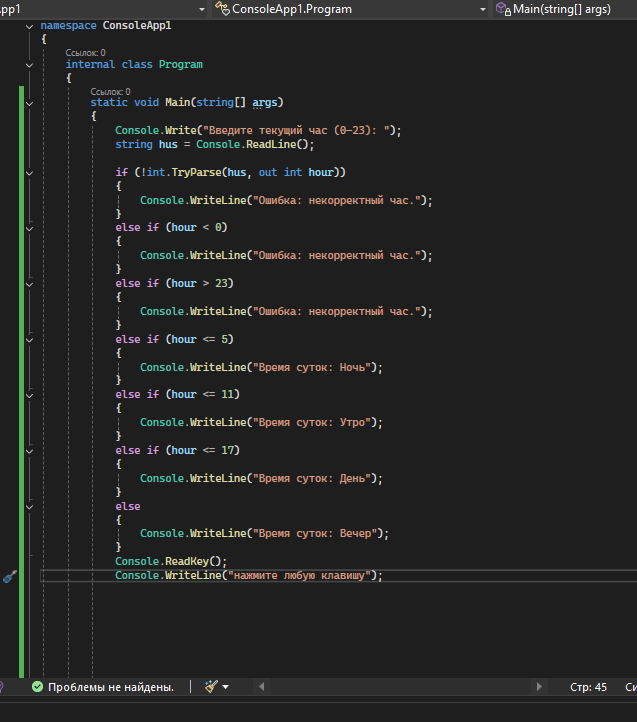 pp1 ConsoleApp1.Program Main(string[] args)
namespace ConsoleApp1
{
Ссылок: 0
internal class Program
{
Ссылок: 0
static void Main(string[] args)
{
Console.Write("Введите текущий час (0–23): ");
string hus = Console.ReadLine();
if (!int.TryParse(hus, out int hour))
{
Console.WriteLine("Ошибка: некорректный час.");
}
else if (hour < 0)
{
Console.WriteLine("Ошибка: некорректный час.");
}
else if (hour > 23)
{
Console.WriteLine("Ошибка: некорректный час.");
}
else if (hour <= 5)
{
Console.WriteLine("Время суток: Ночь");
}
else if (hour <= 11)
{
Console.WriteLine("Время суток: Утро");
}
else if (hour <= 17)
{
Console.WriteLine("Время суток: День");
}
else
{
Console.WriteLine("Время суток: Вечер");
}
Console.ReadKey();
Console.WriteLine("нажмите любую клавишу");
Проблемы не найдены. Стр: 45 Си